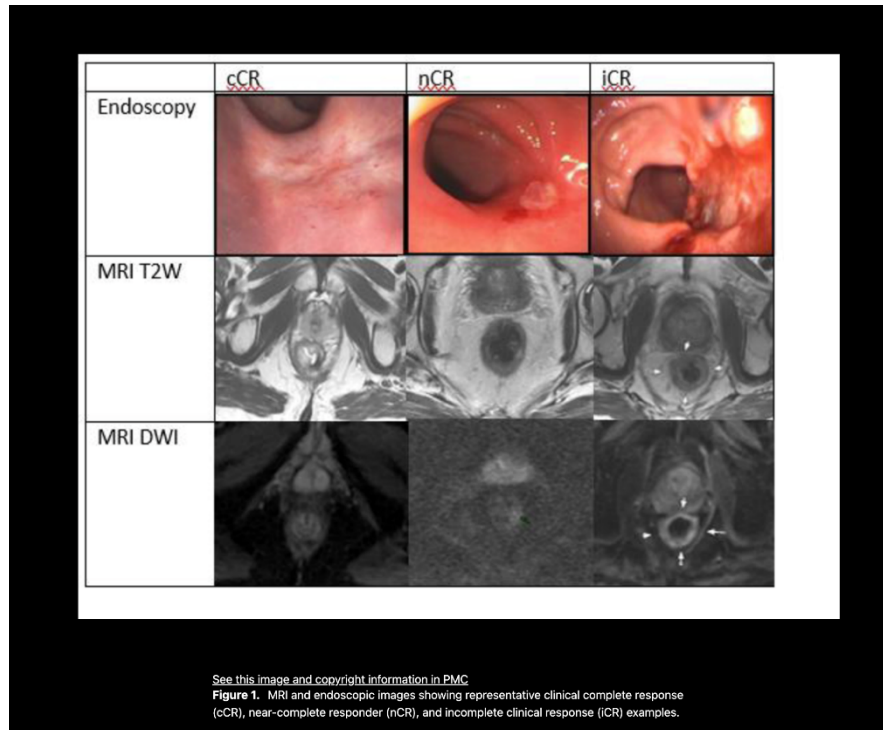 cCR nCR iCR
Endoscopy
MRI T2W
MRI DWI
See this image and copyright information in PMC
Figure 1. MRI and endoscopic images showing representative clinical complete response
(cCR), near-complete responder (nCR), and incomplete clinical response (iCR) examples.